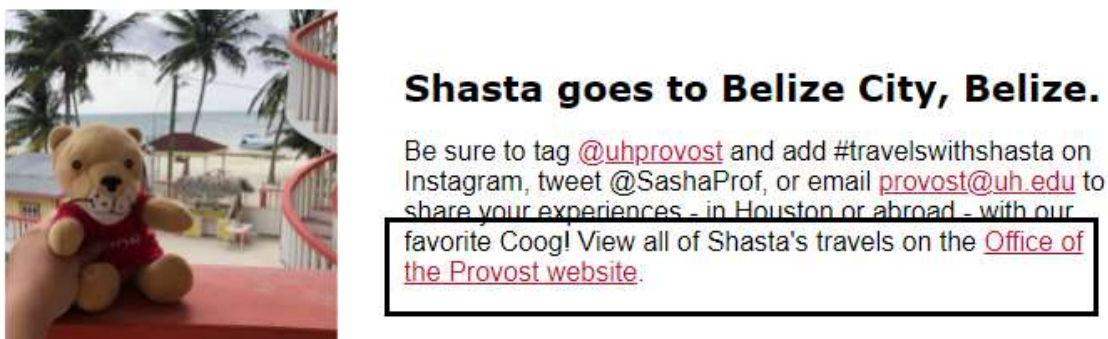 Shasta goes to Belize City, Belize.
Be sure to tag @uhprovost and add #travelswithshasta on
Instagram, tweet @SashaProf, or email provost@uh.edu to
share your experiences - in Houston or abroad - with our
favorite Coog! View all of Shasta's travels on the Office of
the Provost website.